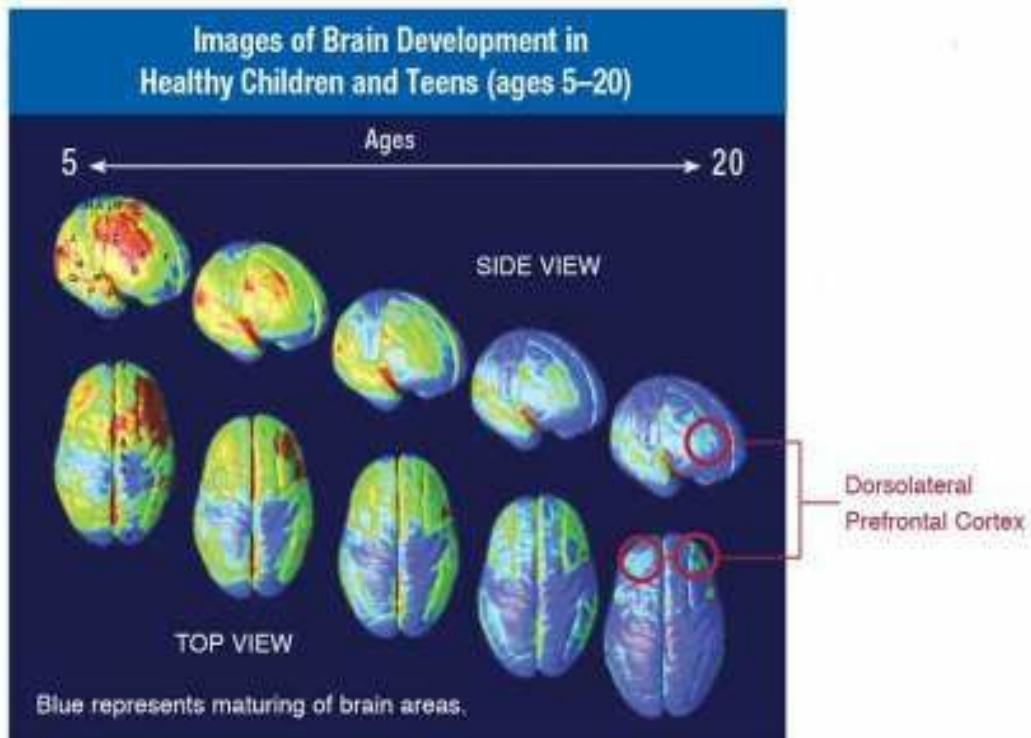 Images of Brain Development in
Healthy Children and Teens (ages 5–20)
Ages
5
20
SIDE VIEW
Dorsolateral
Prefrontal Cortex
TOP VIEW
Blue represents maturing of brain areas.